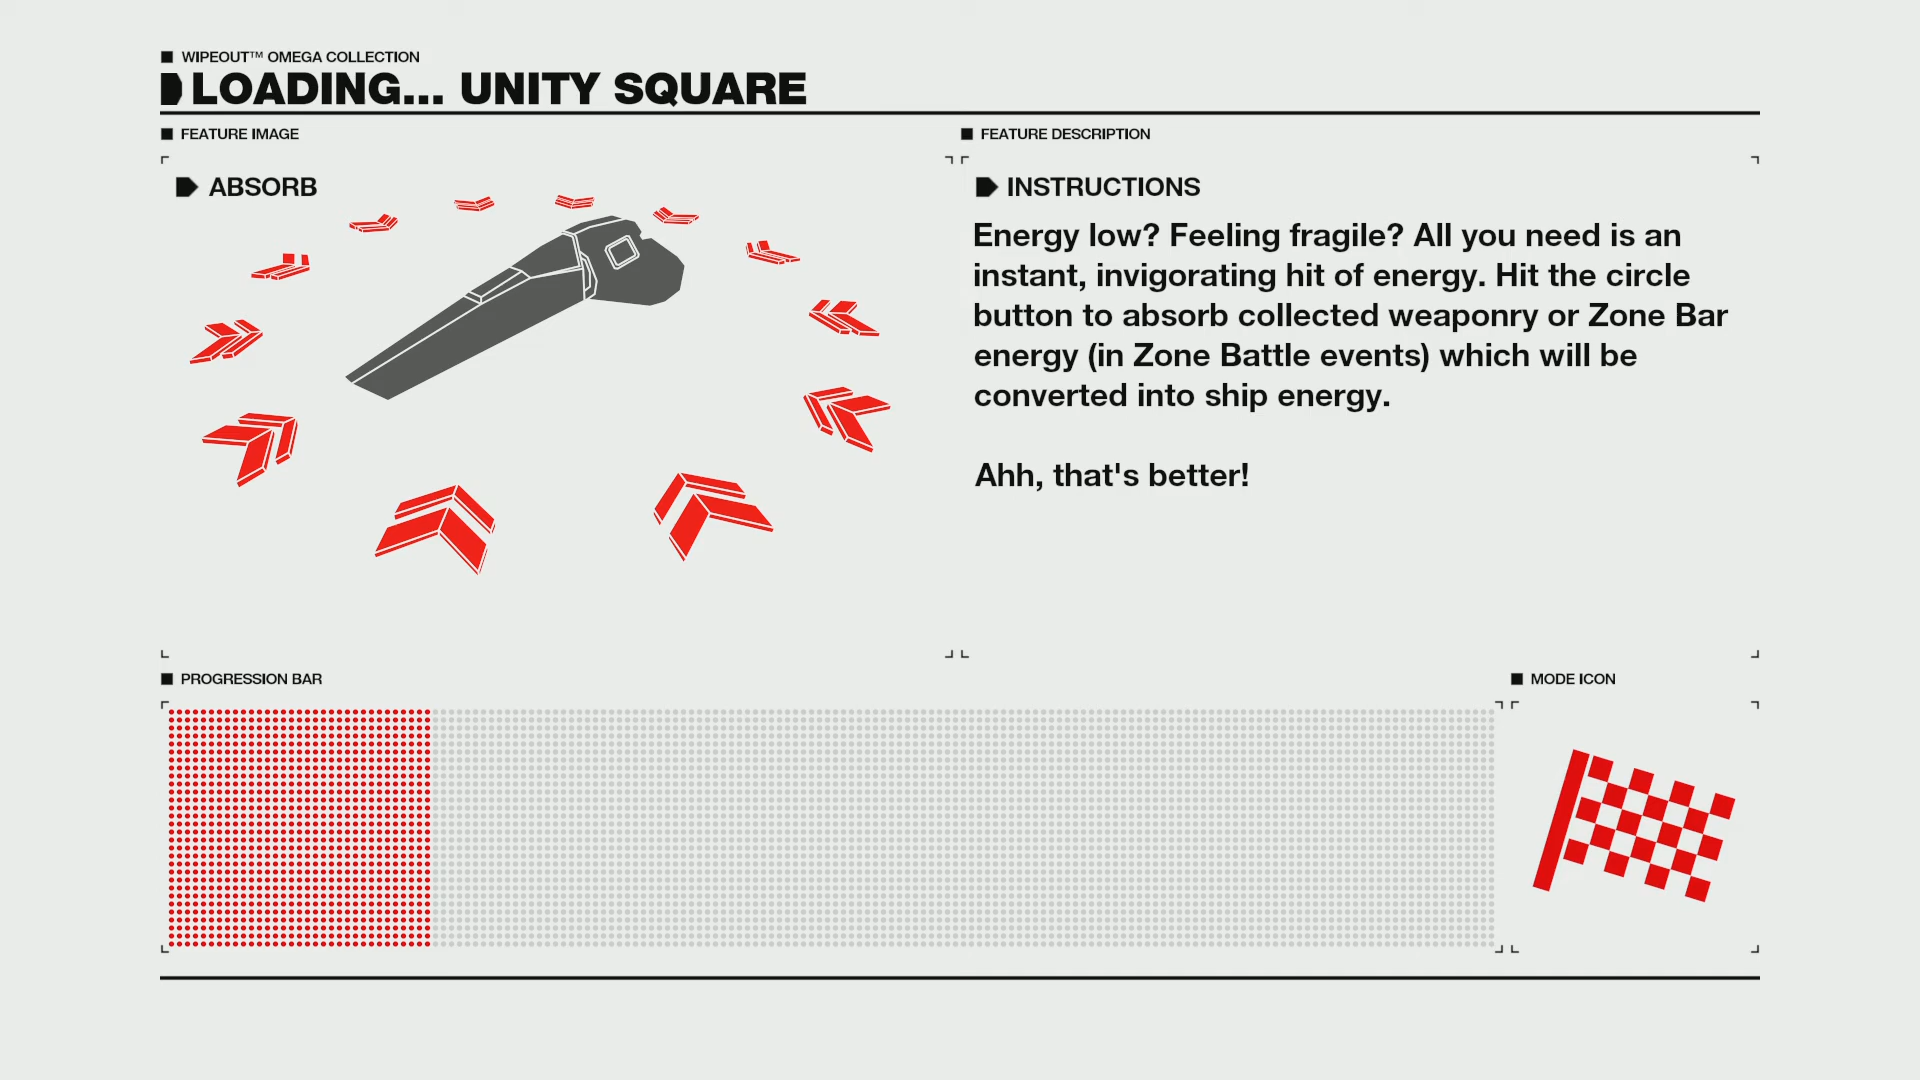 WIPEOUT™ OMEGA COLLECTION
LOADING... UNITY SQUARE
FEATURE IMAGE
ABSORB
FEATURE DESCRIPTION
INSTRUCTIONS
Energy low? Feeling fragile? All you need is an
instant, invigorating hit of energy. Hit the circle
button to absorb collected weaponry or Zone Bar
energy (in Zone Battle events) which will be
converted into ship energy.
Ahh, that's better!
PROGRESSION BAR
MODE ICON